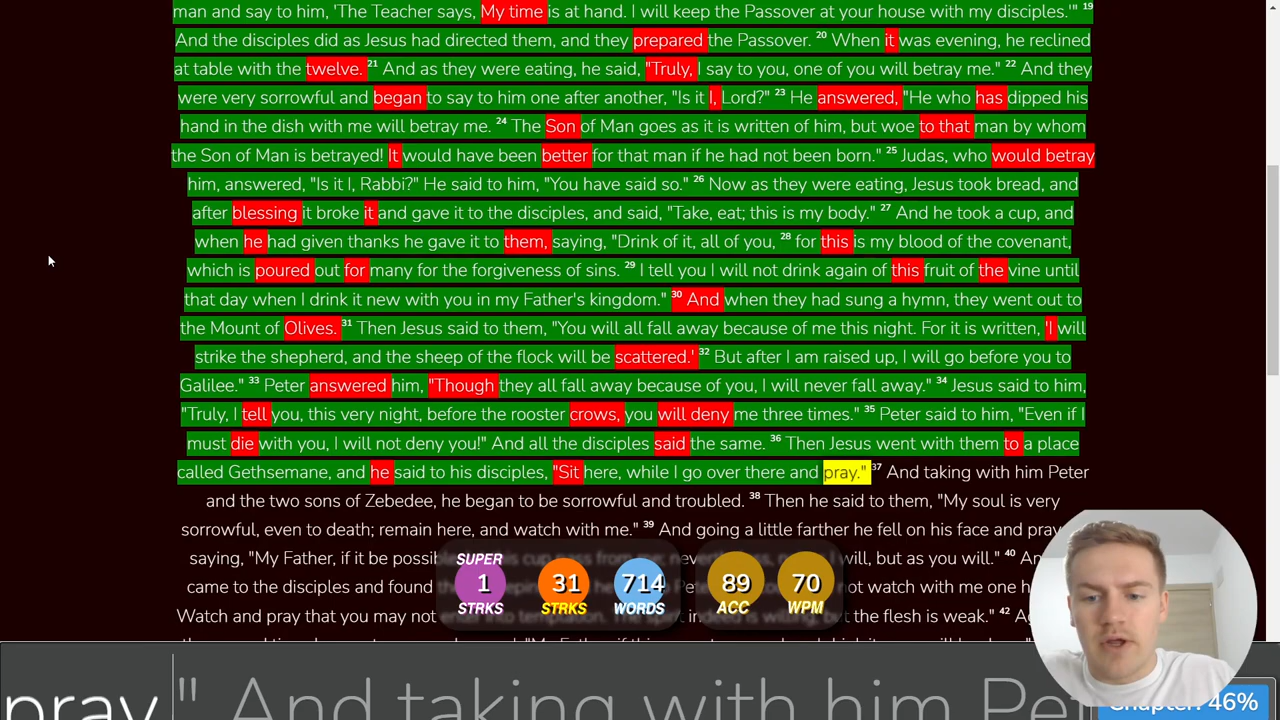 man and say to him, 'The Teacher says, My time is at hand. I will keep the Passover at your house with my disciples.'" 19
And the disciples did as Jesus had directed them, and they prepared the Passover. 20 When it was evening, he reclined
at table with the twelve. 21 And as they were eating, he said, "Truly, I say to you, one of you will betray me." 22 And they
were very sorrowful and began to say to him one after another, "Is it I, Lord?" 23 He answered, "He who has dipped his
hand in the dish with me will betray me. 24 The Son of Man goes as it is written of him, but woe to that man by whom
the Son of Man is betrayed! It would have been better for that man if he had not been born." 25 Judas, who would betray
him, answered, "Is it I, Rabbi?" He said to him, "You have said so." 26 Now as they were eating, Jesus took bread, and
after blessing it broke it and gave it to the disciples, and said, "Take, eat; this is my body." 27 And he took a cup, and
when he had given thanks he gave it to them, saying, "Drink of it, all of you, 28 for this is my blood of the covenant,
which is poured out for many for the forgiveness of sins. 29 I tell you I will not drink again of this fruit of the vine until
that day when I drink it new with you in my Father's kingdom." 30 And when they had sung a hymn, they went out to
the Mount of Olives. 31 Then Jesus said to them, "You will all fall away because of me this night. For it is written, 'I will
strike the shepherd, and the sheep of the flock will be scattered.' 32 But after I am raised up, I will go before you to
Galilee." 33 Peter answered him, "Though they all fall away because of you, I will never fall away." 34 Jesus said to him,
"Truly, I tell you, this very night, before the rooster crows, you will deny me three times." 35 Peter said to him, "Even if I
must die with you, I will not deny you!" And all the disciples said the same. 36 Then Jesus went with them to a place
called Gethsemane, and he said to his disciples, "Sit here, while I go over there and pray." 37 And taking with him Peter
and the two sons of Zebedee, he began to be sorrowful and troubled. 38 Then he said to them, "My soul is very
sorrowful, even to death; remain here, and watch with me." 39 And going a little farther he fell on his face and pray
saying, "My Father, if it be possib will, but as you will." 40 An
came to the disciples and found not watch with me one h
Watch and pray that you may not but the flesh is weak." 42 Ag
SUPER
1
STRKS
31
STRKS
714
WORDS
89
ACC
70
WPM
pray." And taking with him Pe
Chapter: 46%